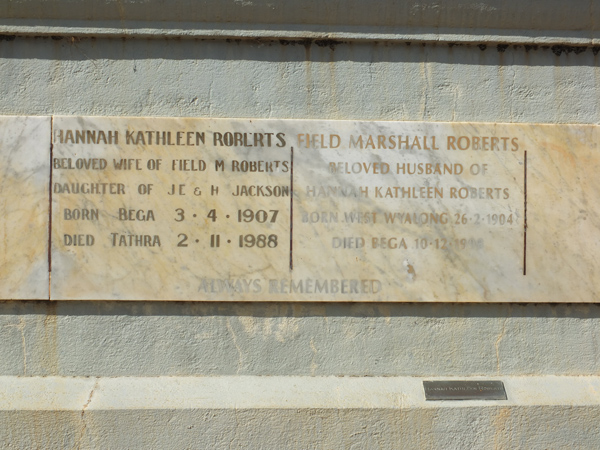 HANNAH KATHLEEN ROBERTS
BELOVED WIFE OF FIELD M ROBERTS
DAUGHTER OF J.E & H JACKSON
BORN BEGA 3 · 4 · 1907
DIED TATHRA 2 · 11 · 1988
FIELD MARSHALL ROBERTS
BELOVED HUSBAND OF
HANNAH KATHLEEN ROBERTS
BORN WEST WYALONG 26-2-1904
DIED BEGA 10-12-
ALWAYS REMEMBERED